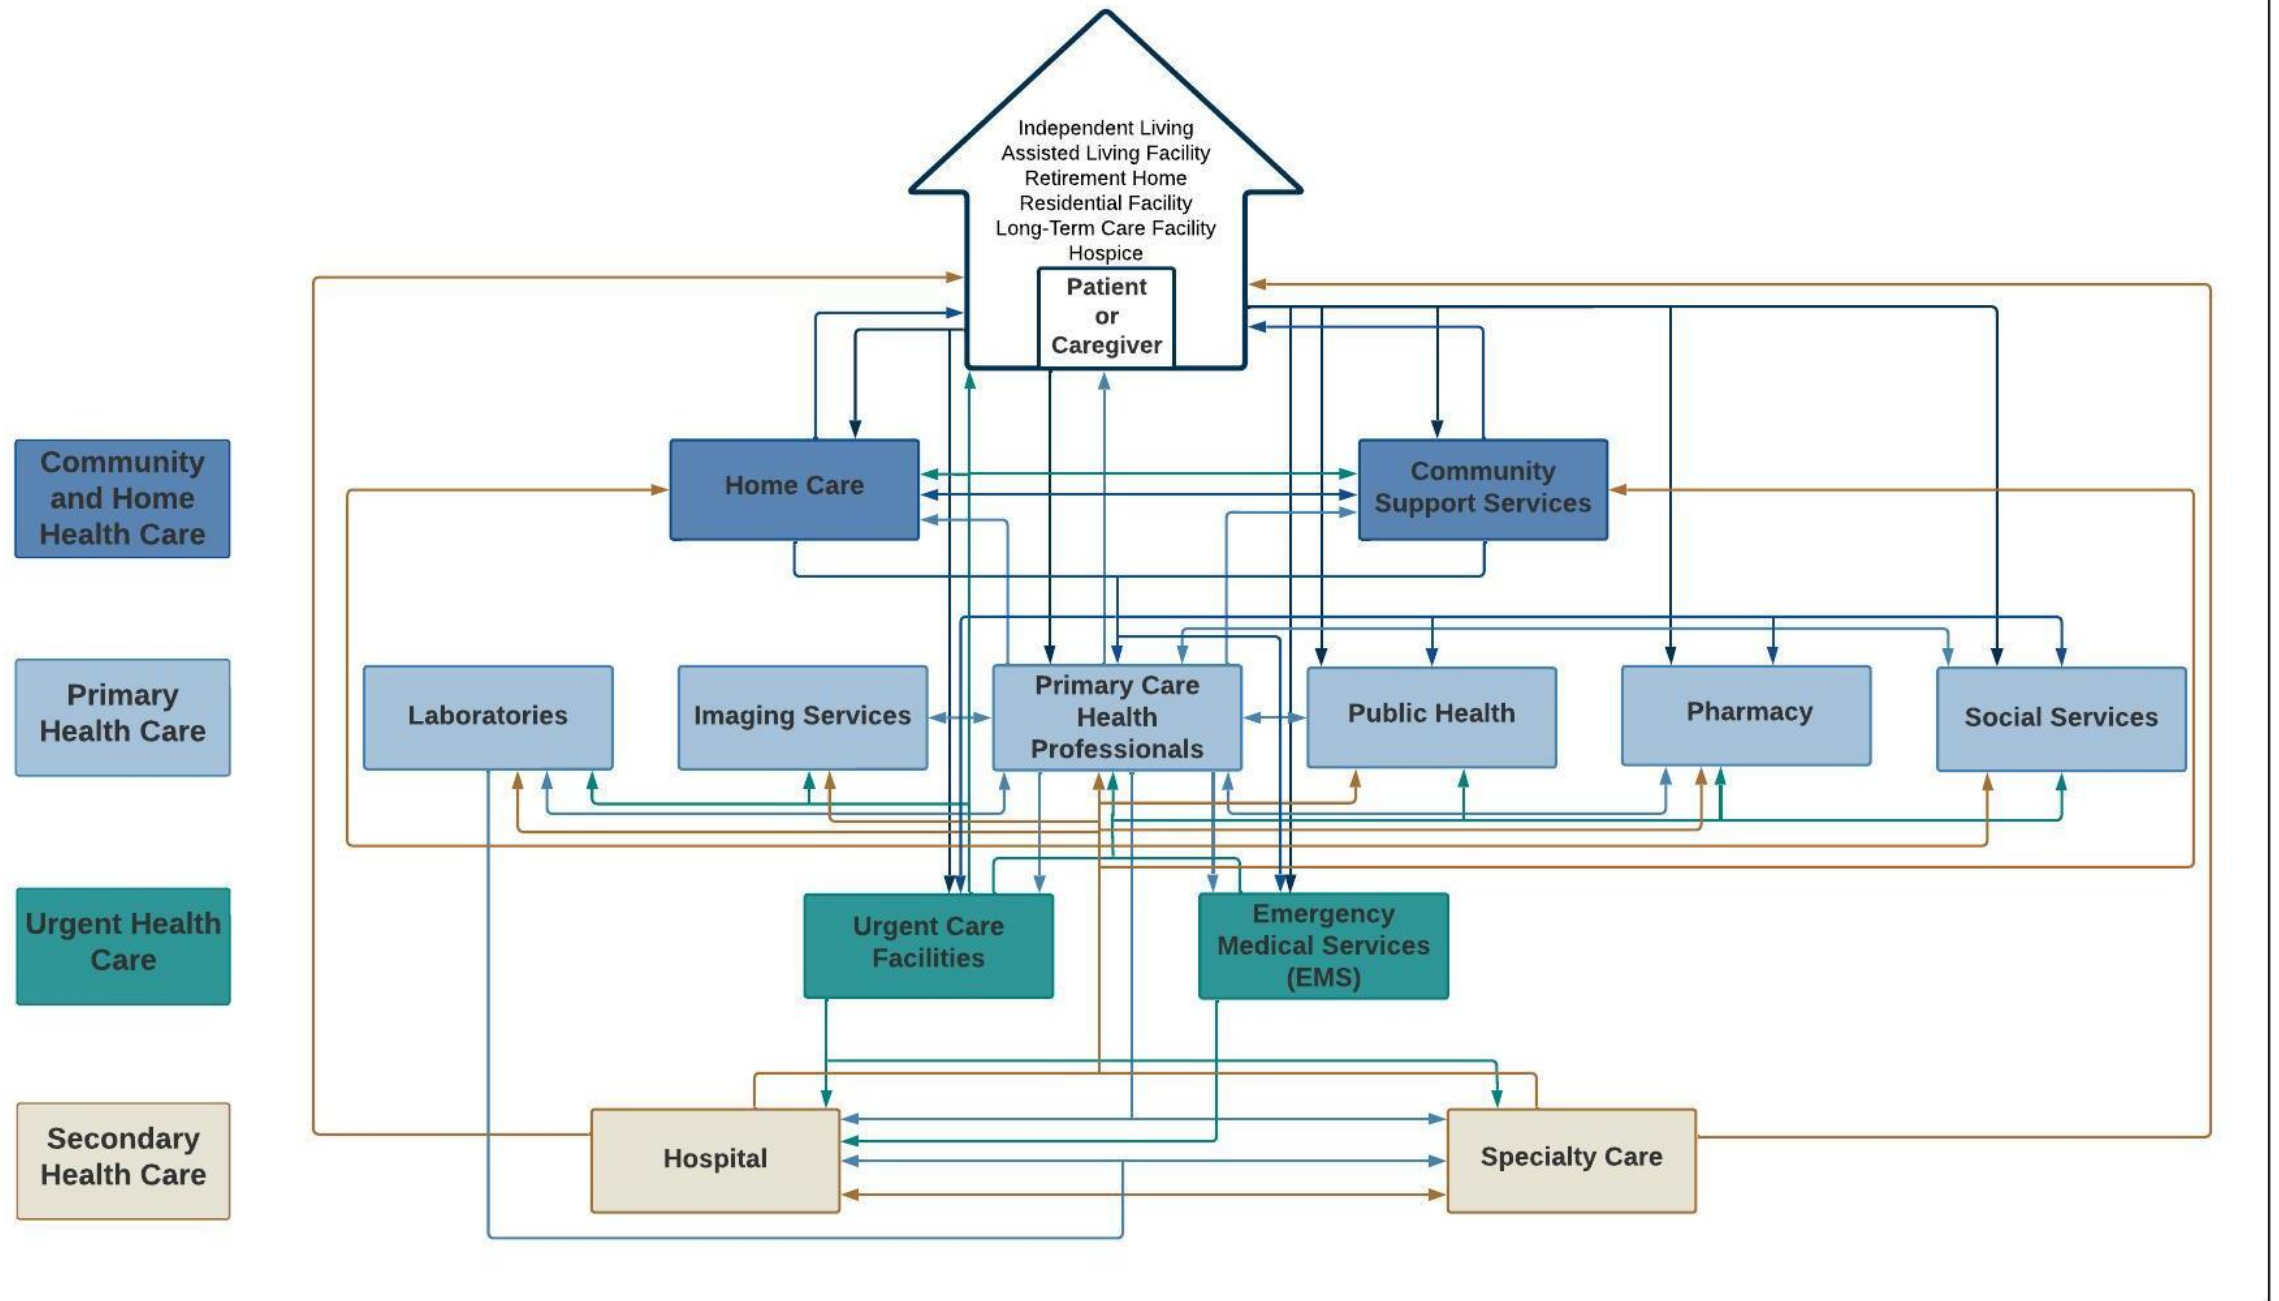 Independent Living
Assisted Living Facility
Retirement Home
Residential Facility
Long-Term Care Facility
Hospice
Patient
or
Caregiver
Community
and Home
Health Care
Home Care
Community
Support Services
Primary
Health Care
Laboratories
Imaging Services
Primary Care
Health
Professionals
Public Health
Pharmacy
Social Services
Urgent Health
Care
Urgent Care
Facilities
Emergency
Medical Services
(EMS)
Secondary
Health Care
Hospital
Specialty Care